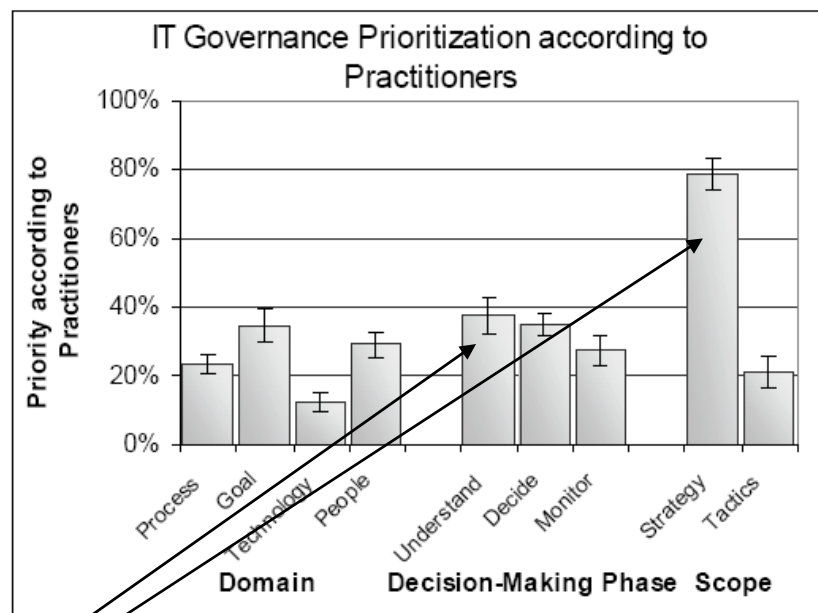 IT Governance Prioritization according to
Practitioners
100%
80%
60%
40%
20%
0%
Priority according to
Practitioners
Process
Goal
Technology
People
Understand
Decide
Monitor
Strategy
Tactics
Domain
Decision-Making Phase
Scope